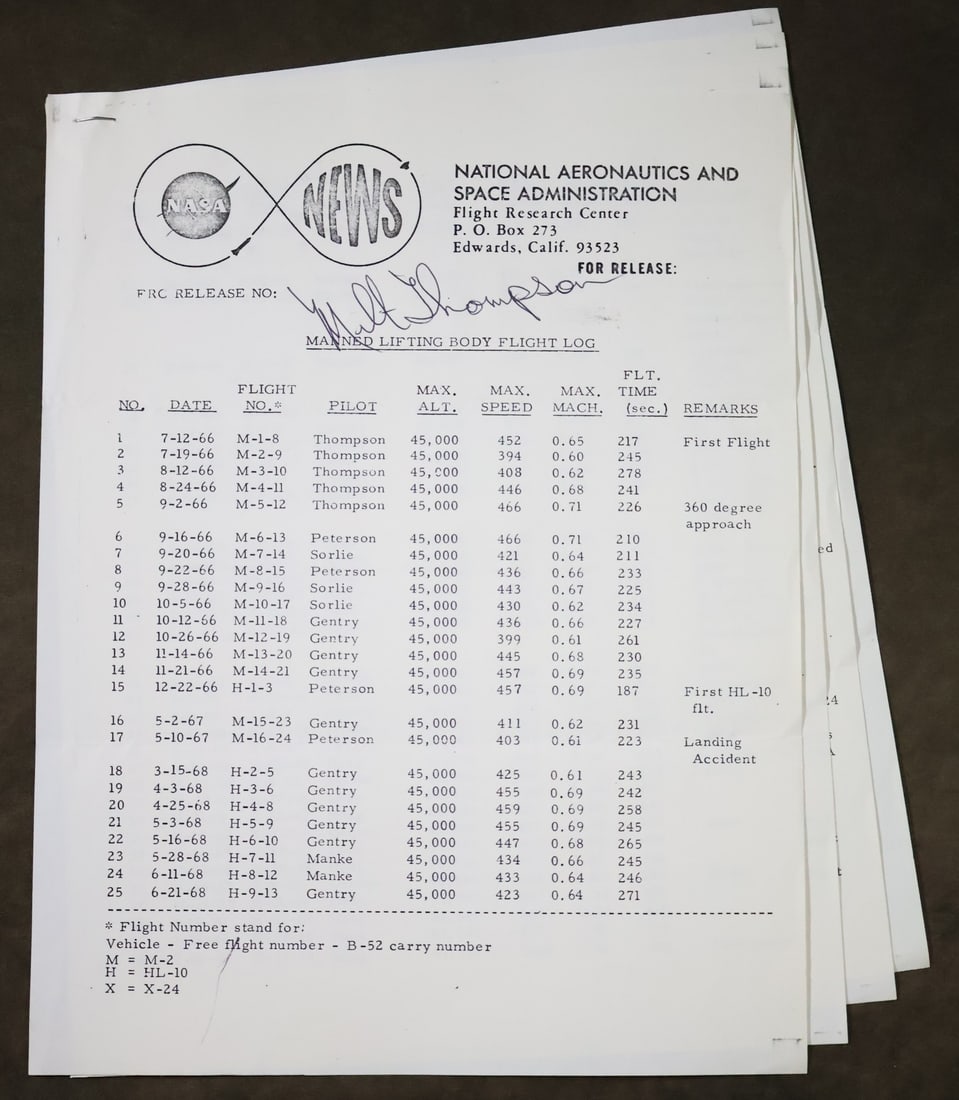 NASA NEWS
NATIONAL AERONAUTICS AND
SPACE ADMINISTRATION
Flight Research Center
P. O. Box 273
Edwards, Calif. 93523
FOR RELEASE:
FRC RELEASE NO:
Milt Thompson
MANNED LIFTING BODY FLIGHT LOG
NO. DATE FLIGHT NO.* PILOT MAX. ALT. MAX. SPEED MAX. MACH. FLT. TIME (sec.) REMARKS
1 7-12-66 M-1-8 Thompson 45,000 452 0.65 217 First Flight
2 7-19-66 M-2-9 Thompson 45,000 394 0.60 245
3 8-12-66 M-3-10 Thompson 45,000 408 0.62 278
4 8-24-66 M-4-11 Thompson 45,000 446 0.68 241
5 9-2-66 M-5-12 Thompson 45,000 466 0.71 226 360 degree
approach
6 9-16-66 M-6-13 Peterson 45,000 466 0.71 210
7 9-20-66 M-7-14 Sorlie 45,000 421 0.64 211
8 9-22-66 M-8-15 Peterson 45,000 436 0.66 233
9 9-28-66 M-9-16 Sorlie 45,000 443 0.67 225
10 10-5-66 M-10-17 Sorlie 45,000 430 0.62 234
11 10-12-66 M-11-18 Gentry 45,000 436 0.66 227
12 10-26-66 M-12-19 Gentry 45,000 399 0.61 261
13 11-14-66 M-13-20 Gentry 45,000 445 0.68 230
14 11-21-66 M-14-21 Gentry 45,000 457 0.69 235
15 12-22-66 H-1-3 Peterson 45,000 457 0.69 187 First HL-10
flt.
16 5-2-67 M-15-23 Gentry 45,000 411 0.62 231
17 5-10-67 M-16-24 Peterson 45,000 403 0.61 223 Landing
Accident
18 3-15-68 H-2-5 Gentry 45,000 425 0.61 243
19 4-3-68 H-3-6 Gentry 45,000 455 0.69 242
20 4-25-68 H-4-8 Gentry 45,000 459 0.69 258
21 5-3-68 H-5-9 Gentry 45,000 455 0.69 245
22 5-16-68 H-6-10 Gentry 45,000 447 0.68 265
23 5-28-68 H-7-11 Manke 45,000 434 0.66 245
24 6-11-68 H-8-12 Manke 45,000 433 0.64 246
25 6-21-68 H-9-13 Gentry 45,000 423 0.64 271
* Flight Number stand for:
Vehicle - Free flight number - B-52 carry number
M = M-2
H = HL-10
X = X-24